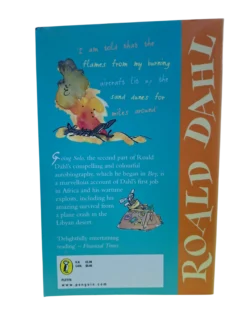 I am told that the
flames from my burning
aircraft lit up the
sand dunes for
miles around
Going Solo, the second part of Roald
Dahl's compelling and colourful
autobiography, which he began in Boy, is
a marvellous account of Dahl's first job
in Africa and his wartime
exploits, including his
amazing survival from
a plane crash in the
Libyan desert
'Delightfully entertaining
reading' – Financial Times
www.penguin.com
ROALD DAHL